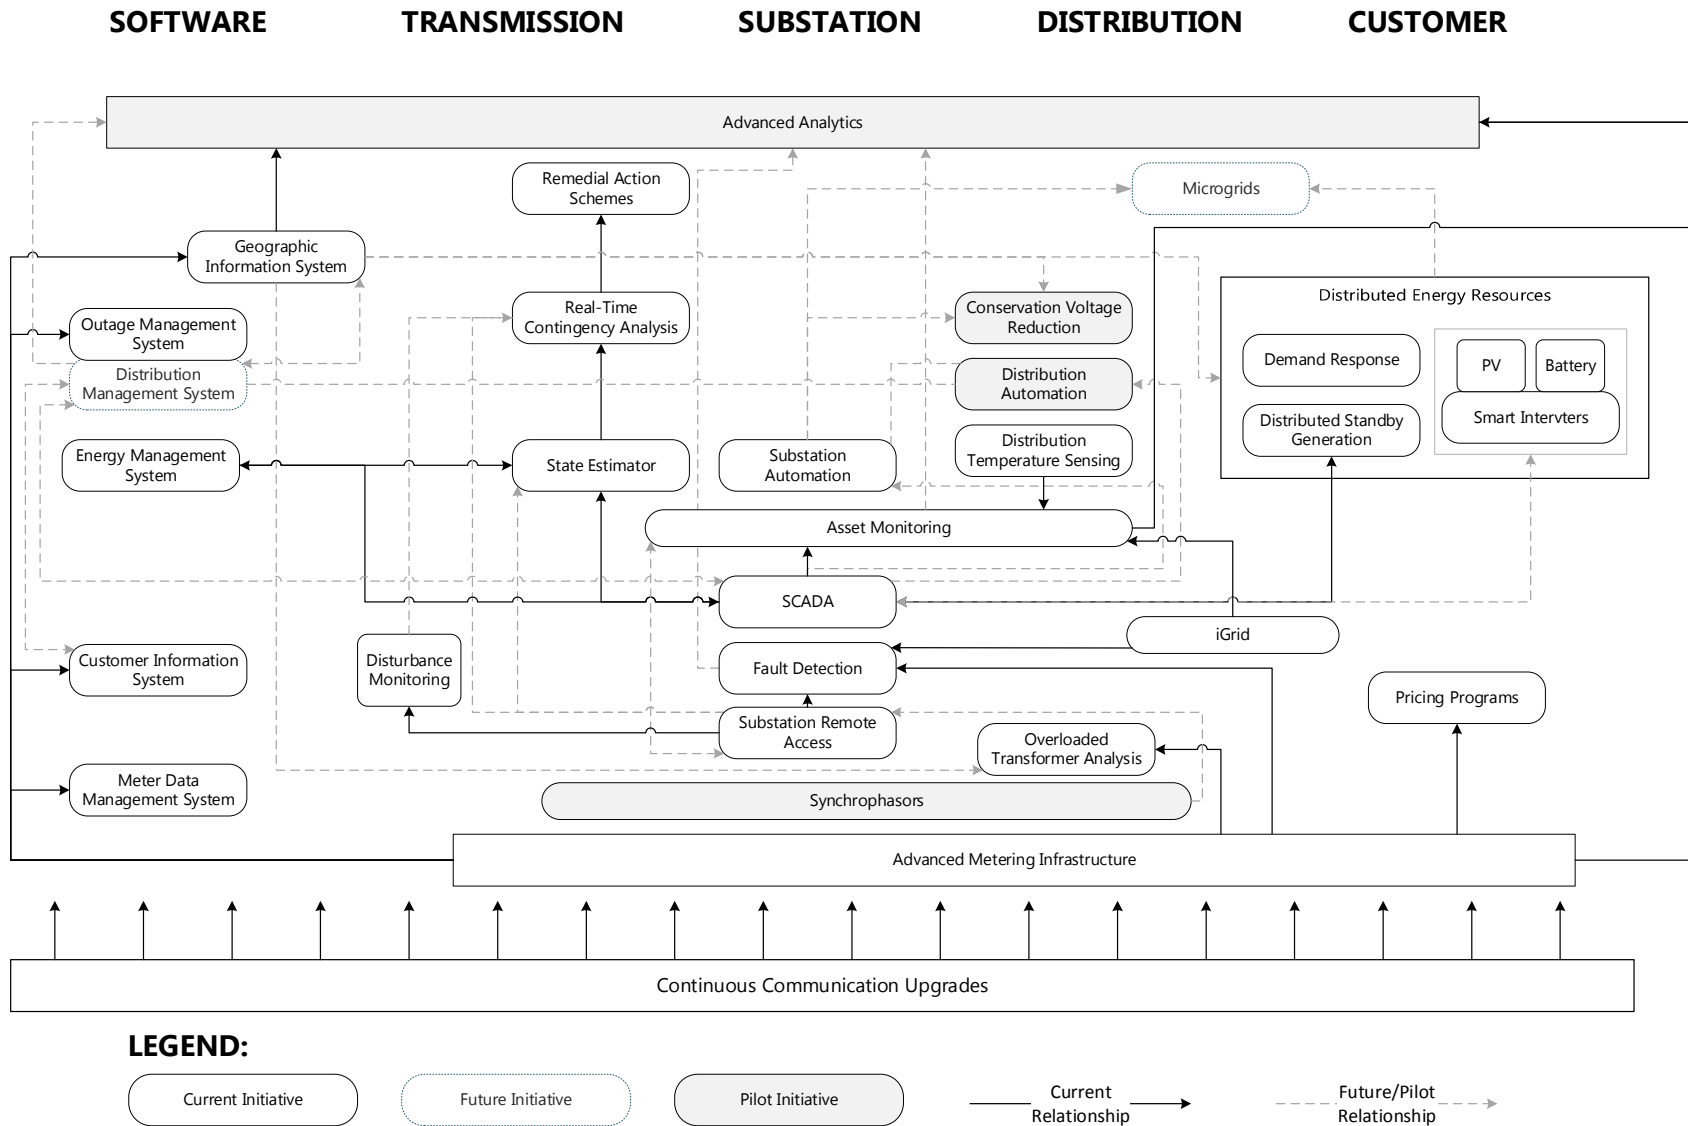 SOFTWARE
TRANSMISSION
SUBSTATION
DISTRIBUTION
CUSTOMER
Advanced Analytics
Remedial Action
Schemes
Microgrids
Geographic
Information System
Real-Time
Contingency Analysis
Conservation Voltage
Reduction
Distributed Energy Resources
Outage Management
System
Distribution
Management System
Distribution
Automation
Demand Response
PV
Battery
Smart Intervters
Distributed Standby
Generation
Energy Management
System
State Estimator
Substation
Automation
Distribution
Temperature Sensing
Asset Monitoring
SCADA
iGrid
Customer Information
System
Disturbance
Monitoring
Fault Detection
Pricing Programs
Substation Remote
Access
Overloaded
Transformer Analysis
Meter Data
Management System
Synchrophasors
Advanced Metering Infrastructure
Continuous Communication Upgrades
LEGEND:
Current Initiative
Future Initiative
Pilot Initiative
Current
Relationship
Future/Pilot
Relationship